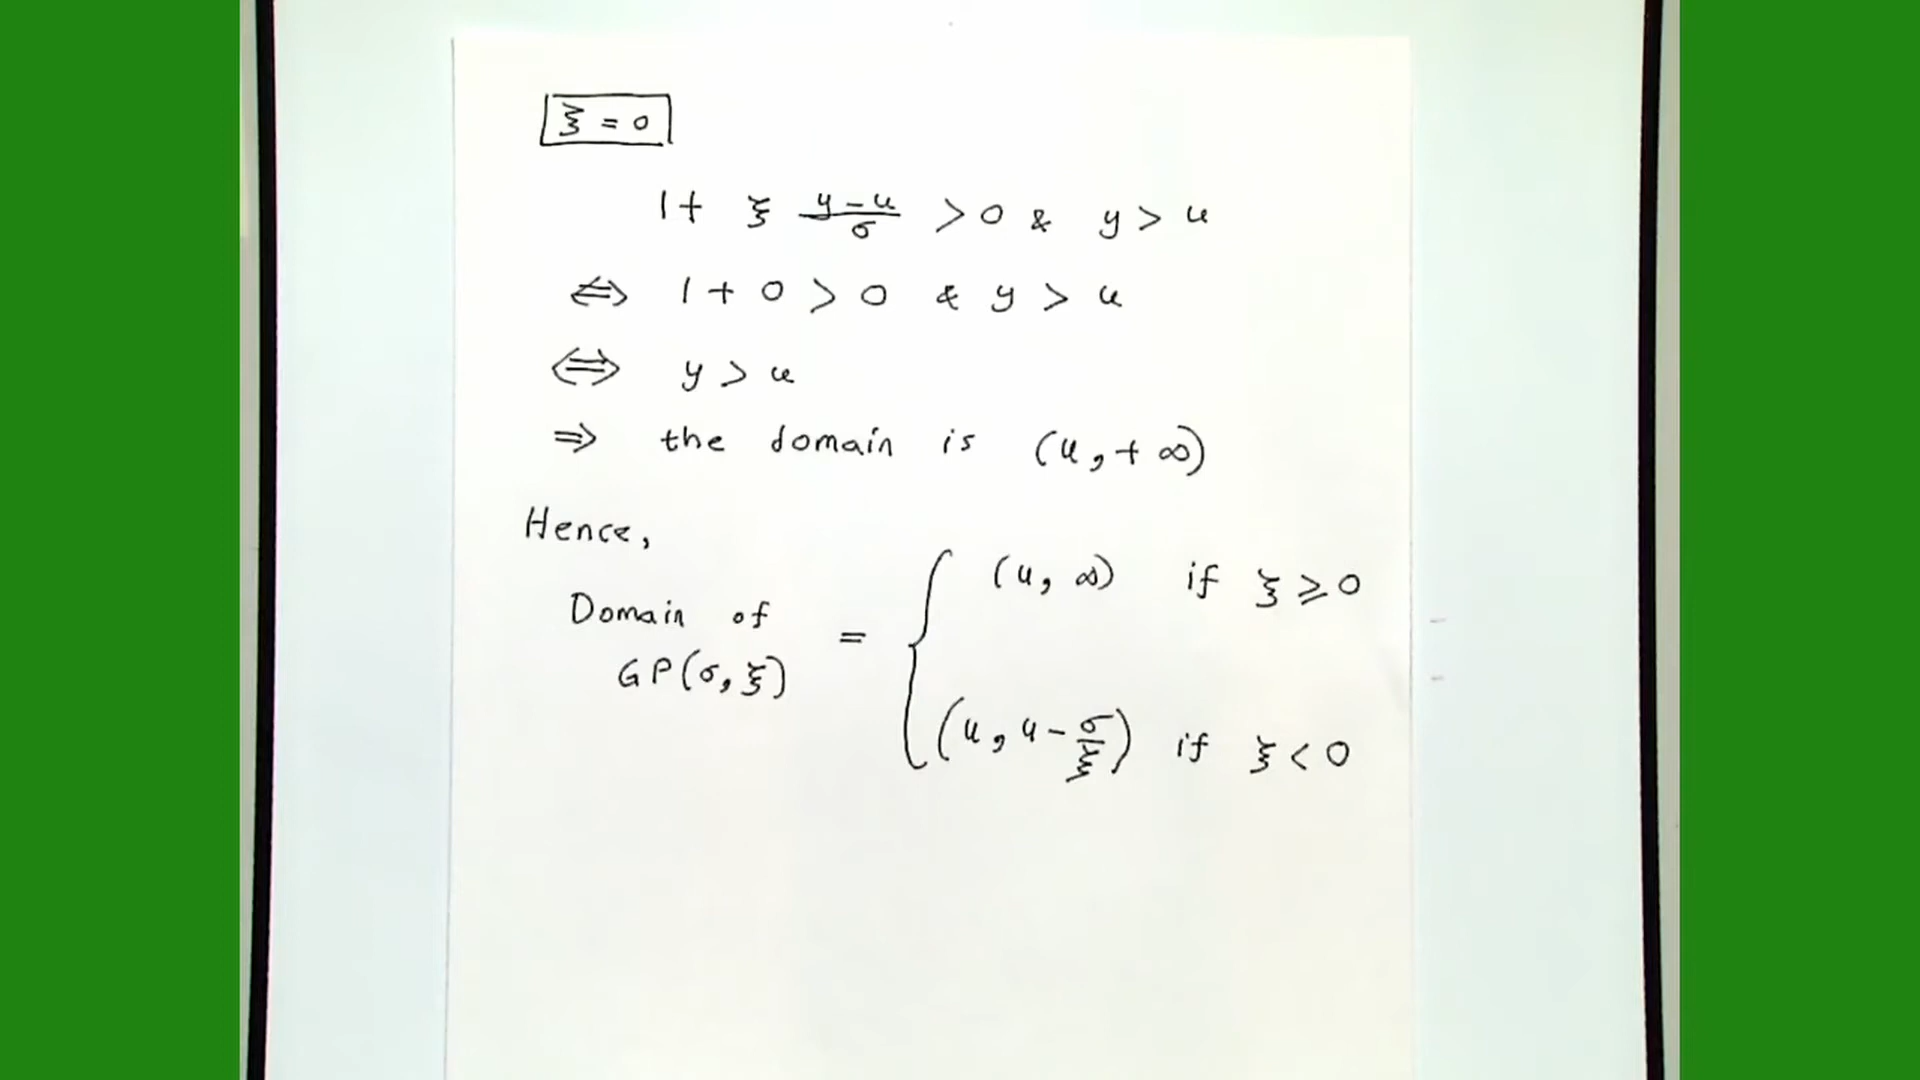 ξ = 0
1 + ξ (y - u)/σ > 0 & y > u
⇔ 1 + 0 > 0 & y > u
⇔ y > u
⇒ the domain is (u, + ∞)
Hence,
Domain of GP(σ, ξ) = { (u, ∞) if ξ ⩾ 0
(u, u - σ/ξ) if ξ < 0